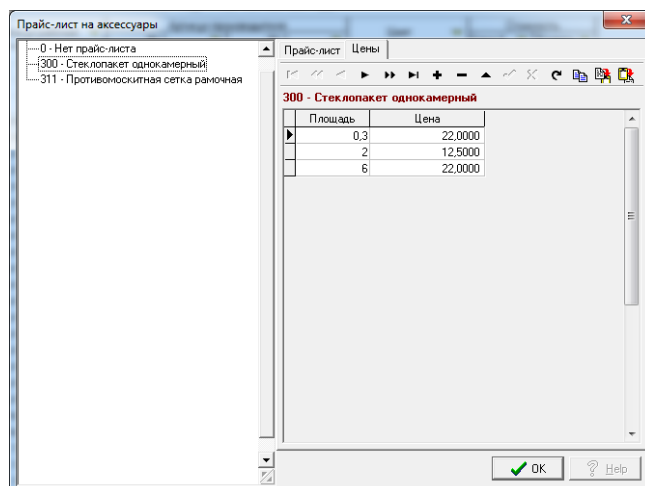 Прайс-лист на аксессуары
0 - Нет прайс-листа
300 - Стеклопакет однокамерный
311 - Противомоскитная сетка рамочная
Прайс-лист Цены
300 - Стеклопакет однокамерный
Площадь Цена
0,3 22,0000
2 12,5000
6 22,0000
OK Help